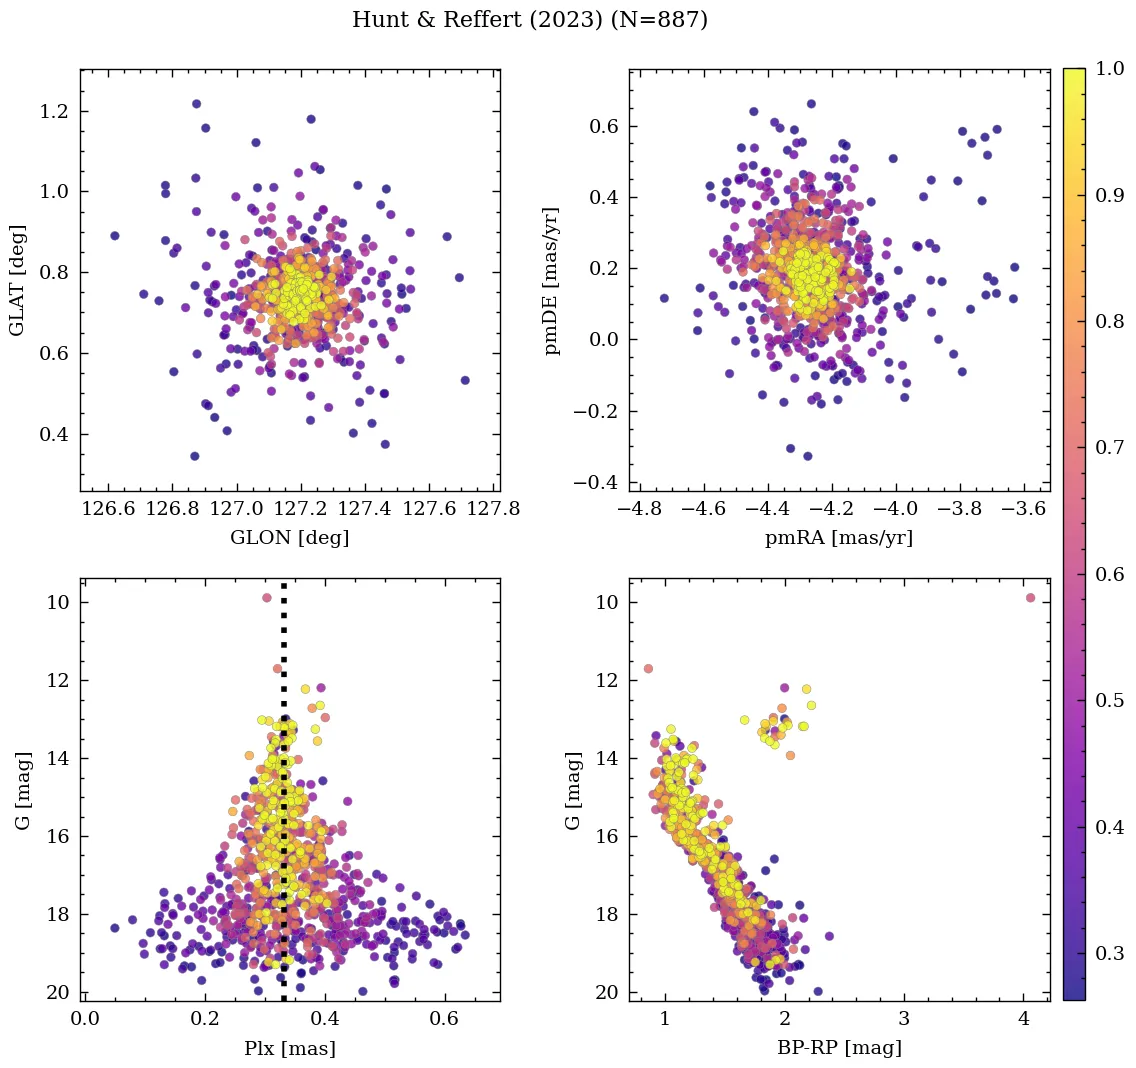 Hunt & Reffert (2023) (N=887)
1.2
1.0
0.8
0.6
0.4
GLAT [deg]
126.6 126.8 127.0 127.2 127.4 127.6 127.8
GLON [deg]
0.6
0.4
0.2
0.0
−0.2
−0.4
pmDE [mas/yr]
−4.8 −4.6 −4.4 −4.2 −4.0 −3.8 −3.6
pmRA [mas/yr]
1.0
0.9
0.8
0.7
0.6
0.5
0.4
0.3
10
12
14
16
18
20
G [mag]
0.0 0.2 0.4 0.6
Plx [mas]
10
12
14
16
18
20
G [mag]
1 2 3 4
BP-RP [mag]